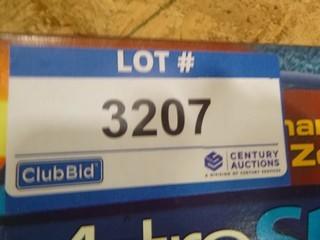 LOT #
3207
ClubBid
CENTURY
AUCTIONS
A DIVISION OF CENTURY SERVICES